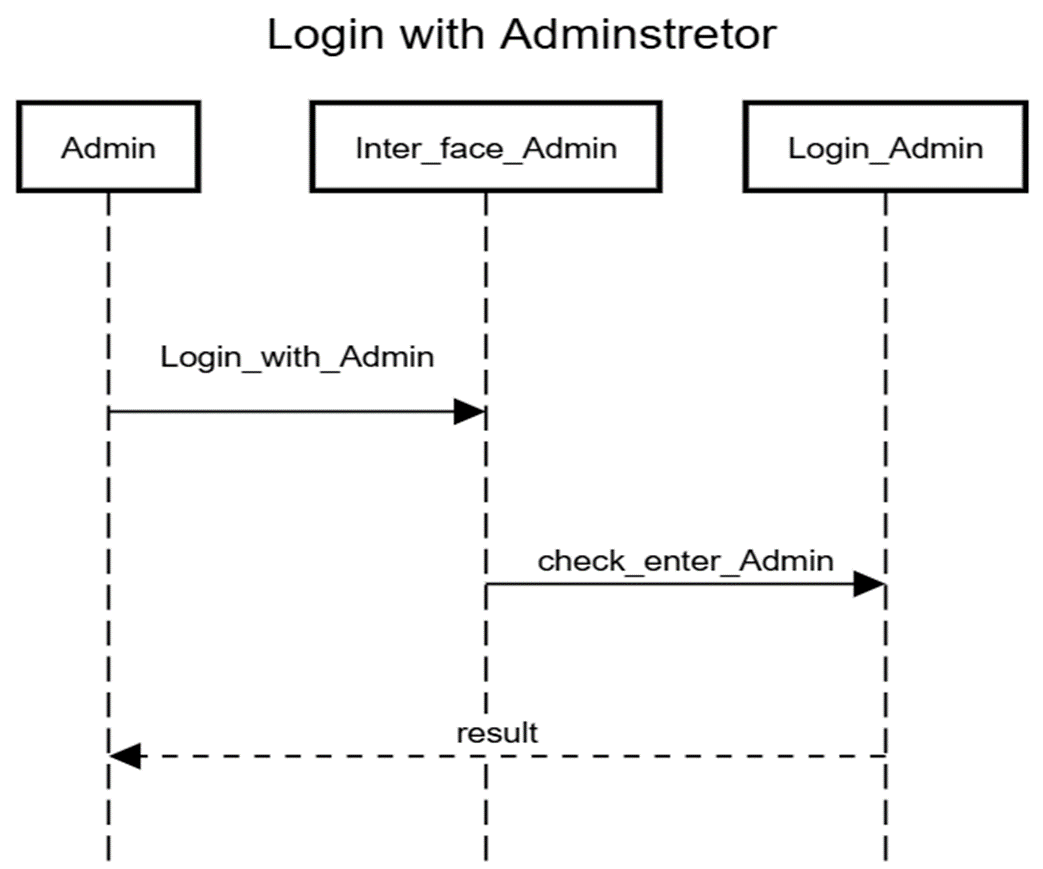 Login with Adminstretor
Admin
Inter_face_Admin
Login_Admin
Login_with_Admin
check_enter_Admin
result